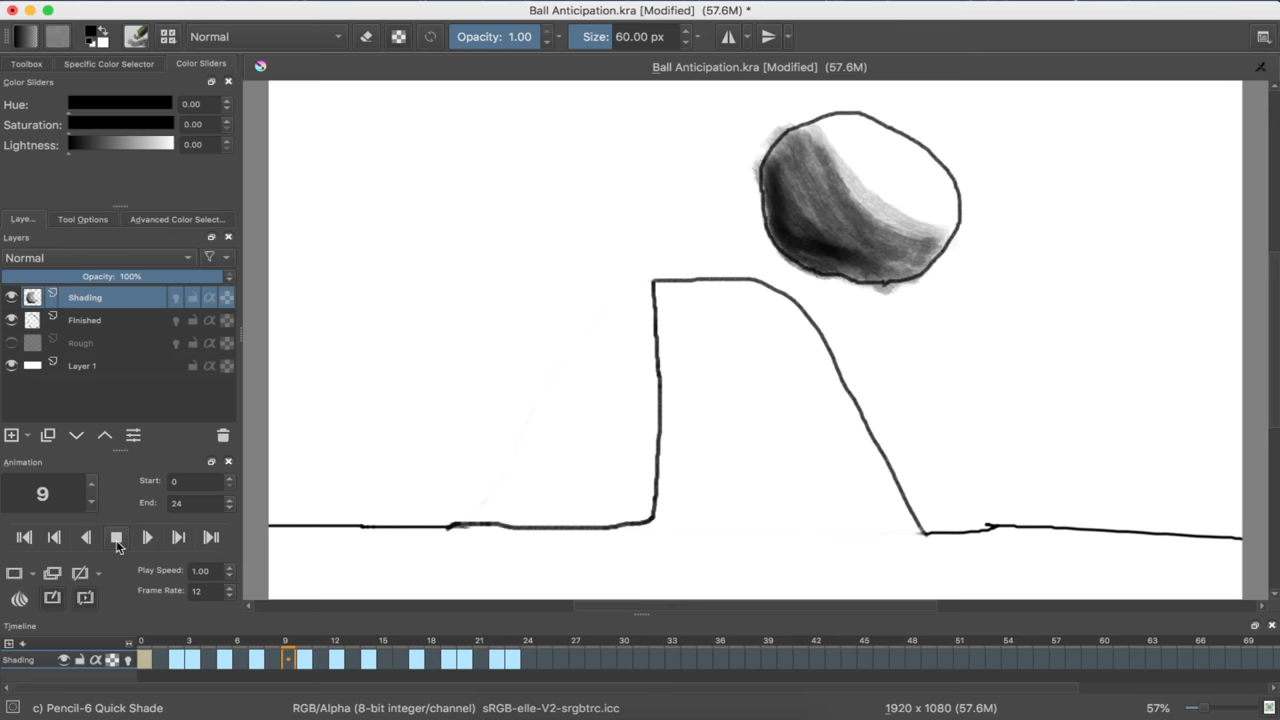 Ball Anticipation.kra [Modified] (57.6M) *
Normal Opacity: 1.00 Size: 60.00 px
Toolbox Specific Color Selector Color Sliders
Ball Anticipation.kra [Modified] (57.6M)
Color Sliders
Hue: 0.00
Saturation: 0.00
Lightness: 0.00
Laye... Tool Options Advanced Color Select...
Layers
Normal
Opacity: 100%
Shading
FInished
Rough
Layer 1
Animation
Start: 0
9
End: 24
Play Speed: 1.00
Frame Rate: 12
Timeline
0 3 6 9 12 15 18 21 24 27 30 33 36 39 42 45 48 51 54 57 60 63 66 69
Shading
c) Pencil-6 Quick Shade RGB/Alpha (8-bit integer/channel) sRGB-elle-V2-srgbtrc.icc 1920 x 1080 (57.6M) 57%